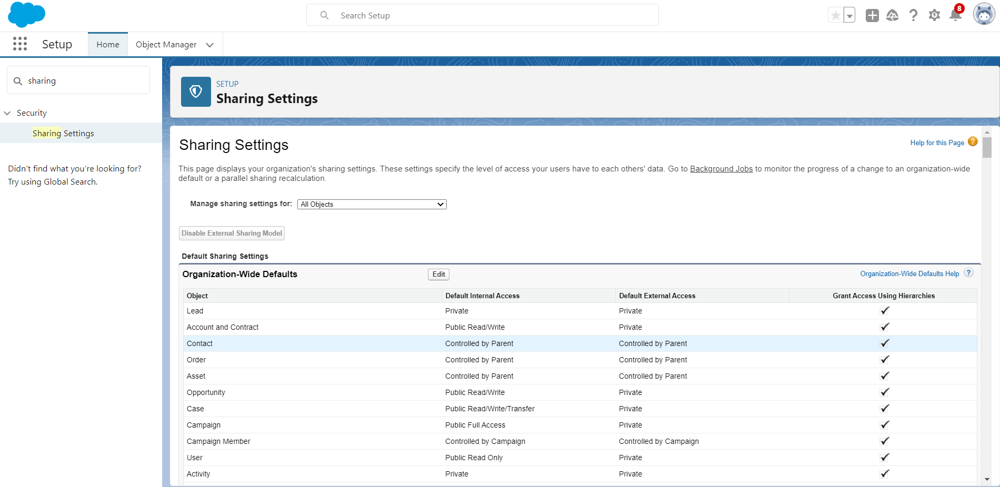 Search Setup
8
Setup
Home
Object Manager
sharing
Security
Sharing Settings
Didn't find what you're looking for?
Try using Global Search.
SETUP
Sharing Settings
Sharing Settings
Help for this Page ?
This page displays your organization's sharing settings. These settings specify the level of access your users have to each others' data. Go to Background Jobs to monitor the progress of a change to an organization-wide
default or a parallel sharing recalculation.
Manage sharing settings for: All Objects
Disable External Sharing Model
Default Sharing Settings
Organization-Wide Defaults Edit Organization-Wide Defaults Help ?
Object Default Internal Access Default External Access Grant Access Using Hierarchies
Lead Private Private
Account and Contract Public Read/Write Private
Contact Controlled by Parent Controlled by Parent
Order Controlled by Parent Controlled by Parent
Asset Controlled by Parent Controlled by Parent
Opportunity Public Read/Write Private
Case Public Read/Write/Transfer Private
Campaign Public Full Access Private
Campaign Member Controlled by Campaign Controlled by Campaign
User Public Read Only Private
Activity Private Private